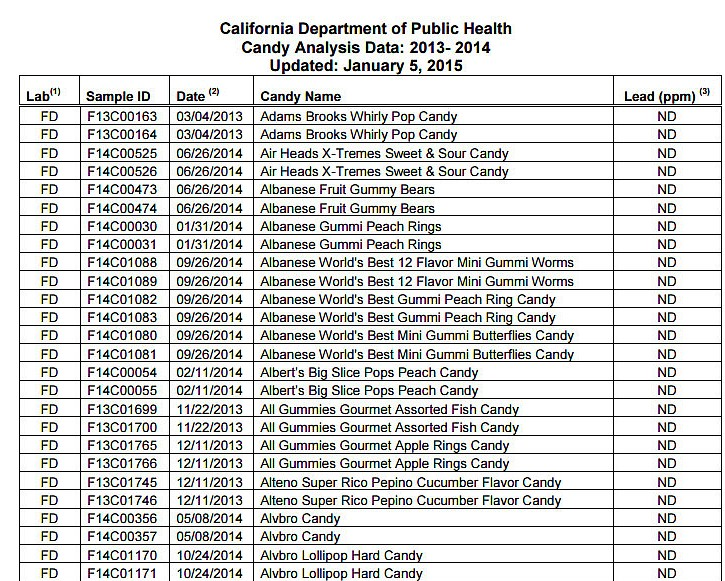 California Department of Public Health
Candy Analysis Data: 2013- 2014
Updated: January 5, 2015
Lab(1) Sample ID Date (2) Candy Name Lead (ppm) (3)
FD F13C00163 03/04/2013 Adams Brooks Whirly Pop Candy ND
FD F13C00164 03/04/2013 Adams Brooks Whirly Pop Candy ND
FD F14C00525 06/26/2014 Air Heads X-Tremes Sweet & Sour Candy ND
FD F14C00526 06/26/2014 Air Heads X-Tremes Sweet & Sour Candy ND
FD F14C00473 06/26/2014 Albanese Fruit Gummy Bears ND
FD F14C00474 06/26/2014 Albanese Fruit Gummy Bears ND
FD F14C00030 01/31/2014 Albanese Gummi Peach Rings ND
FD F14C00031 01/31/2014 Albanese Gummi Peach Rings ND
FD F14C01088 09/26/2014 Albanese World's Best 12 Flavor Mini Gummi Worms ND
FD F14C01089 09/26/2014 Albanese World's Best 12 Flavor Mini Gummi Worms ND
FD F14C01082 09/26/2014 Albanese World's Best Gummi Peach Ring Candy ND
FD F14C01083 09/26/2014 Albanese World's Best Gummi Peach Ring Candy ND
FD F14C01080 09/26/2014 Albanese World's Best Mini Gummi Butterflies Candy ND
FD F14C01081 09/26/2014 Albanese World's Best Mini Gummi Butterflies Candy ND
FD F14C00054 02/11/2014 Albert's Big Slice Pops Peach Candy ND
FD F14C00055 02/11/2014 Albert's Big Slice Pops Peach Candy ND
FD F13C01699 11/22/2013 All Gummies Gourmet Assorted Fish Candy ND
FD F13C01700 11/22/2013 All Gummies Gourmet Assorted Fish Candy ND
FD F13C01765 12/11/2013 All Gummies Gourmet Apple Rings Candy ND
FD F13C01766 12/11/2013 All Gummies Gourmet Apple Rings Candy ND
FD F13C01745 12/11/2013 Alteno Super Rico Pepino Cucumber Flavor Candy ND
FD F13C01746 12/11/2013 Alteno Super Rico Pepino Cucumber Flavor Candy ND
FD F14C00356 05/08/2014 Alvbro Candy ND
FD F14C00357 05/08/2014 Alvbro Candy ND
FD F14C01170 10/24/2014 Alvbro Lollipop Hard Candy ND
FD F14C01171 10/24/2014 Alvbro Lollipop Hard Candy ND